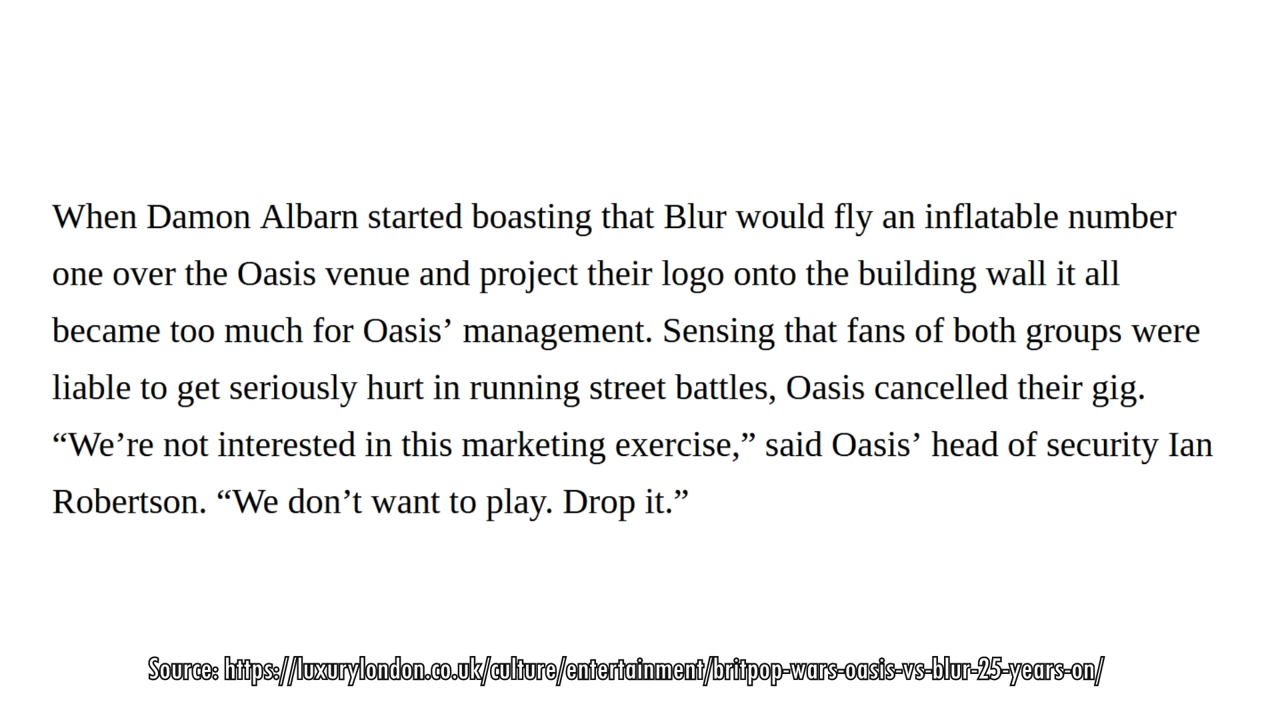 When Damon Albarn started boasting that Blur would fly an inflatable number
one over the Oasis venue and project their logo onto the building wall it all
became too much for Oasis’ management. Sensing that fans of both groups were
liable to get seriously hurt in running street battles, Oasis cancelled their gig.
“We’re not interested in this marketing exercise,” said Oasis’ head of security Ian
Robertson. “We don’t want to play. Drop it.”
Source: https://luxurylondon.co.uk/culture/entertainment/britpop-wars-oasis-vs-blur-25-years-on/